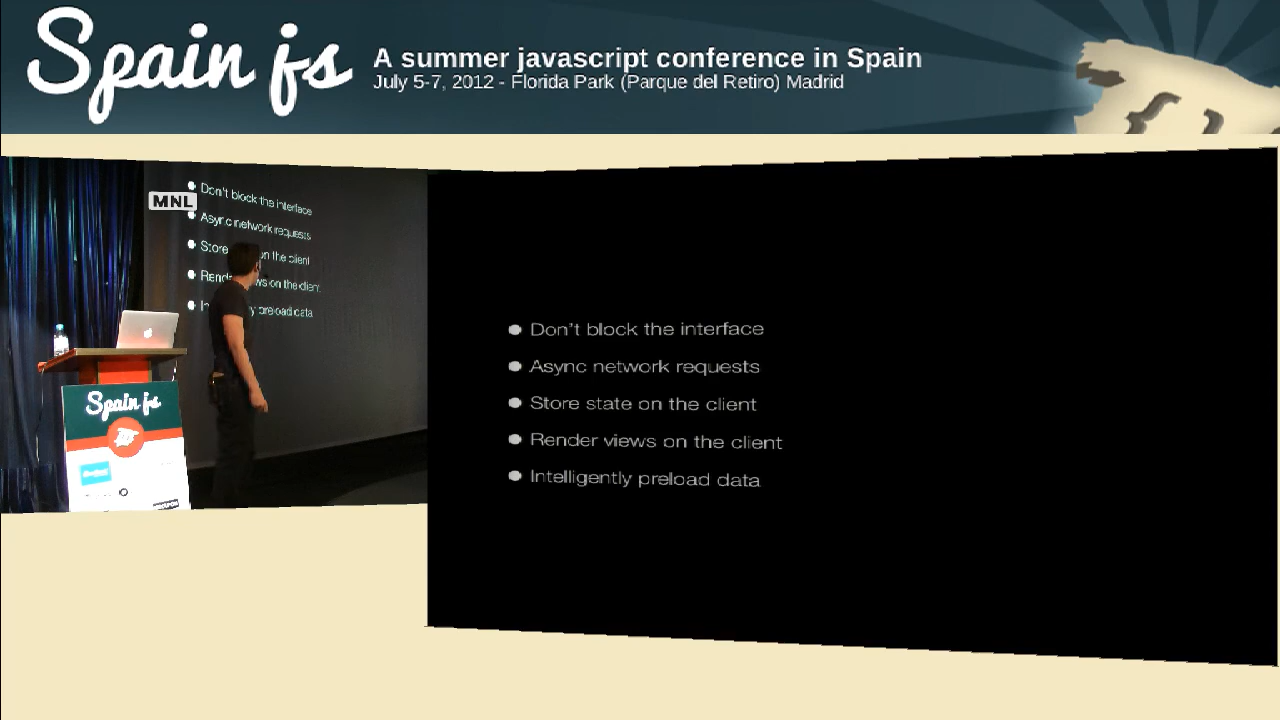 Spain js
A summer javascript conference in Spain
July 5-7, 2012 - Florida Park (Parque del Retiro) Madrid
MNL
Don't block the interface
Async network requests
Store on the client
views on the client
preload data
Spain js
Don't block the interface
Async network requests
Store state on the client
Render views on the client
Intelligently preload data